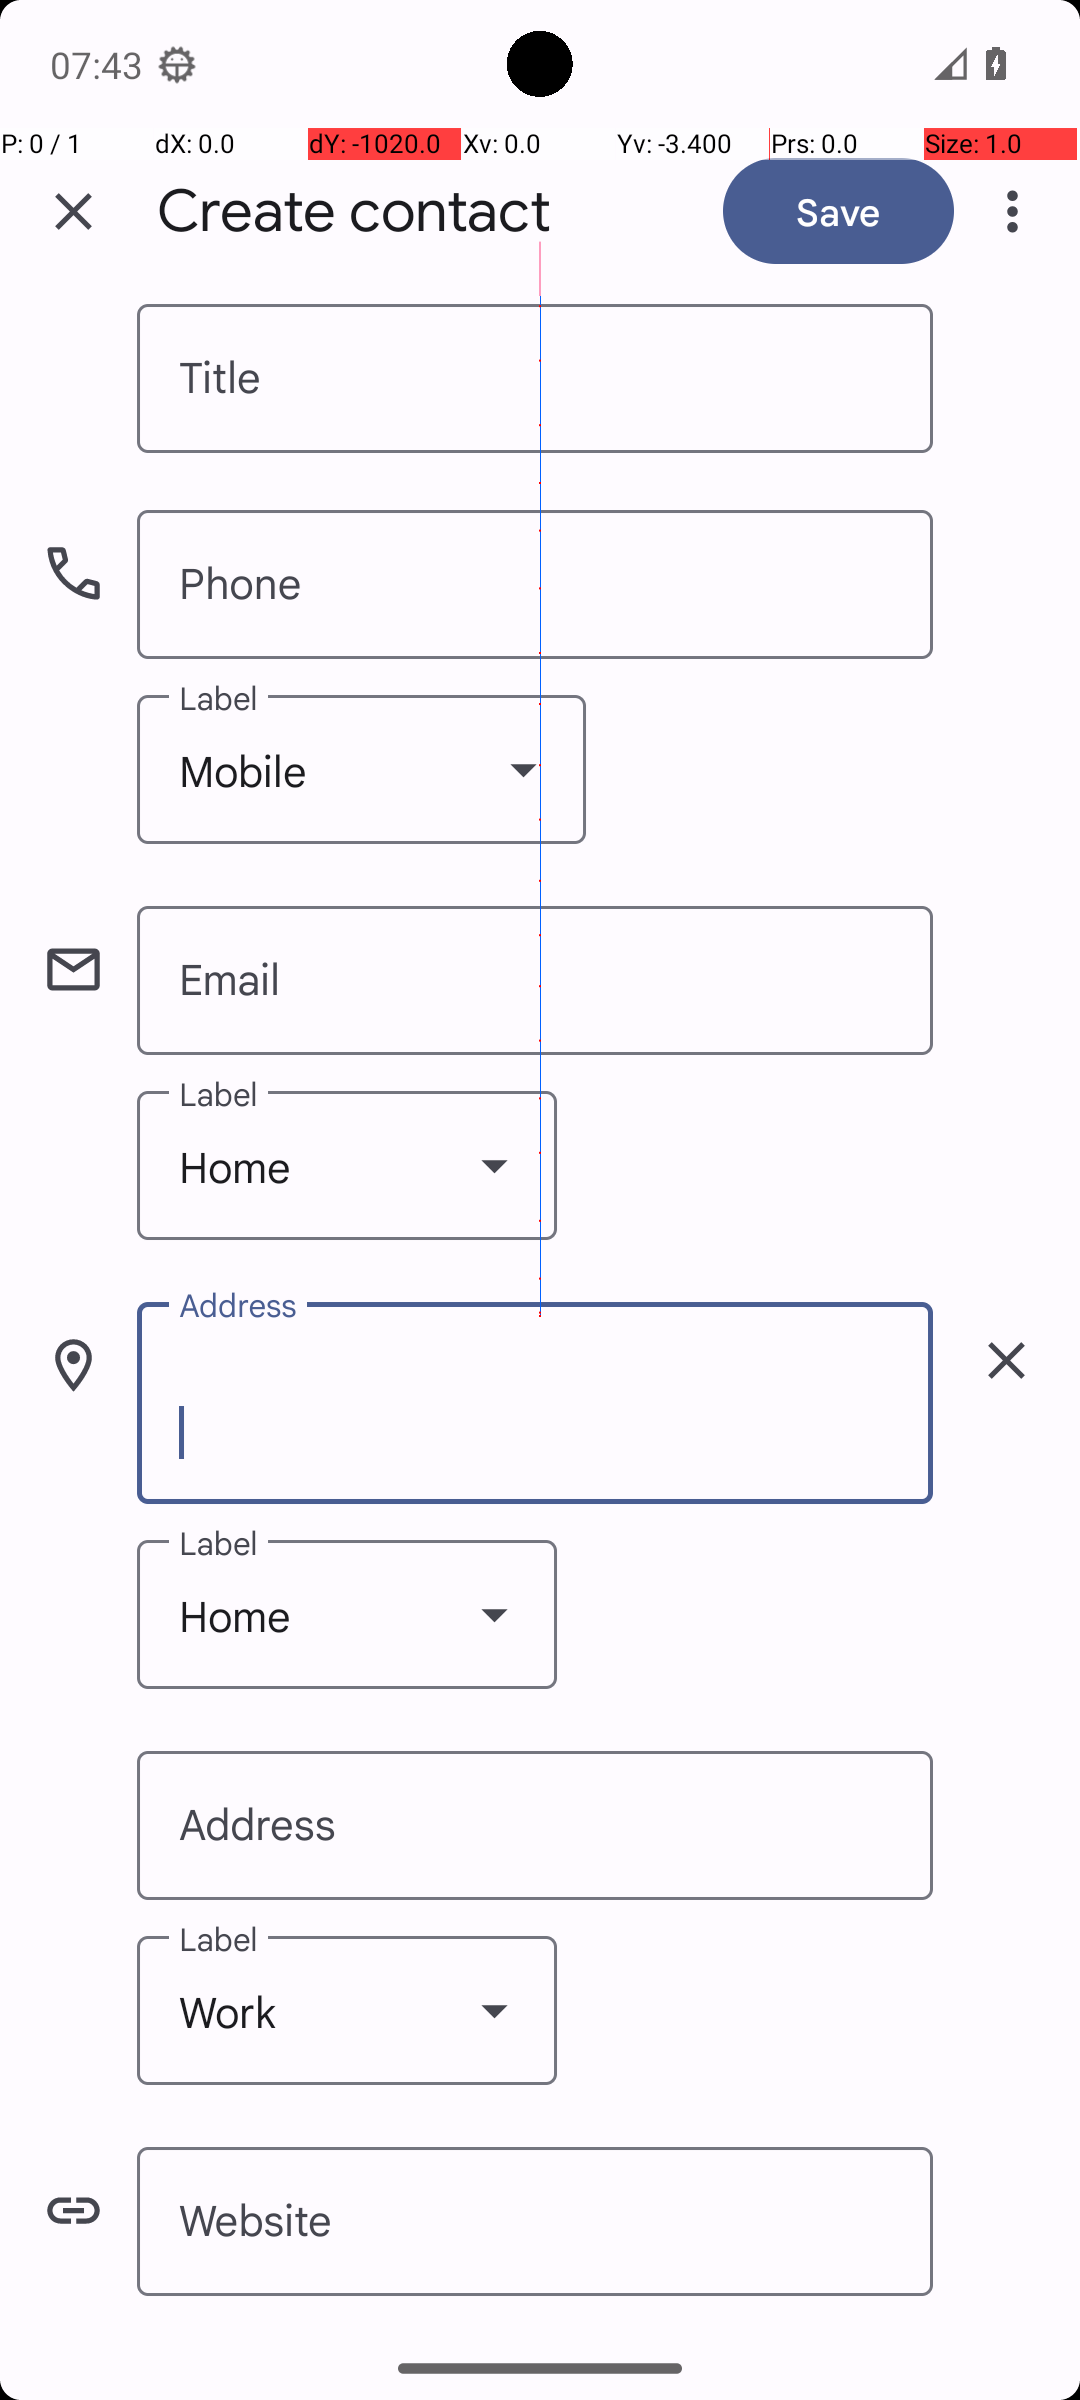 07:43
P: 0 / 1 dX: 0.0 dY: -1020.0 Xv: 0.0 Yv: -3.400 Prs: 0.0 Size: 1.0
Create contact Save
Title
Phone
Label
Mobile
Email
Label
Home
Address
Label
Home
Address
Label
Work
Website